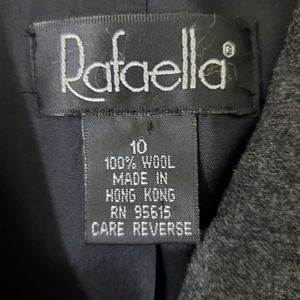 Rafaella®
10
100% WOOL
MADE IN
HONG KONG
RN 95615
CARE REVERSE